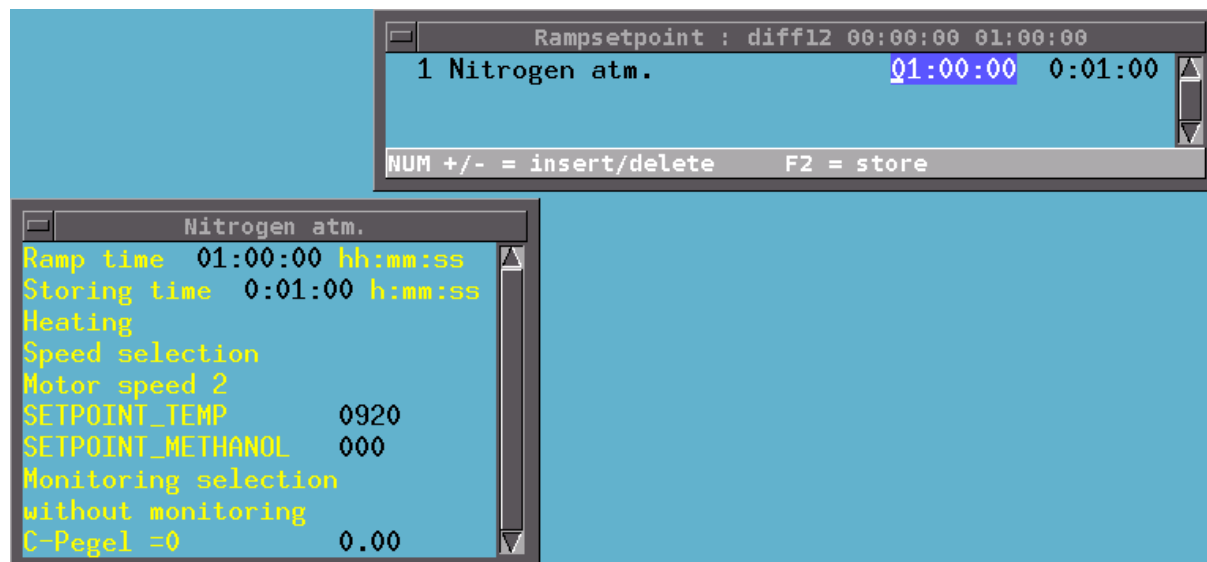 Rampsetpoint : diff12 00:00:00 01:00:00
1 Nitrogen atm. 01:00:00 0:01:00
NUM +/- = insert/delete F2 = store
Nitrogen atm.
Ramp time 01:00:00 hh:mm:ss
Storing time 0:01:00 h:mm:ss
Heating
Speed selection
Motor speed 2
SETPOINT_TEMP 0920
SETPOINT_METHANOL 000
Monitoring selection
without monitoring
C-Pegel =0 0.00